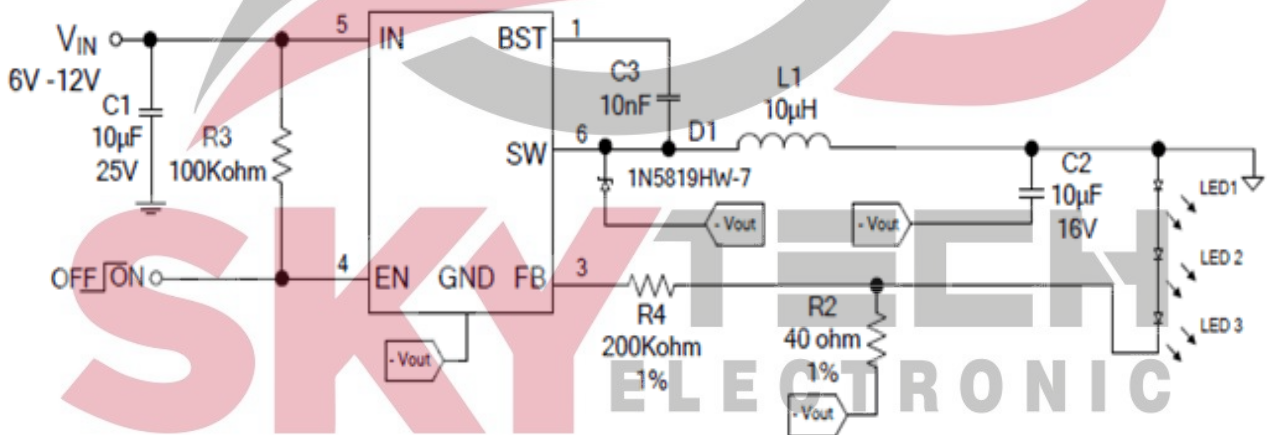 VIN
6V -12V
C1
10µF
25V
R3
100Kohm
5
IN
BST
1
C3
10nF
6
SW
D1
1N5819HW-7
L1
10µH
C2
10µF
16V
- Vout
- Vout
LED1
LED 2
LED 3
OFF ON
4
EN
GND
FB
3
R4
200Kohm
1%
R2
40 ohm
1%
- Vout
- Vout
SKYTECH
ELECTRONIC